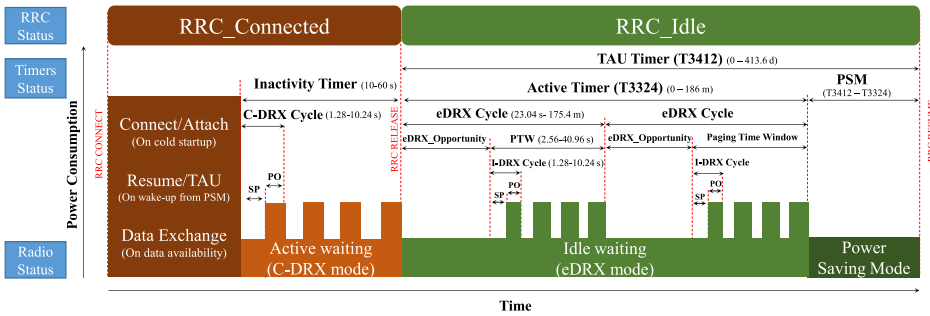 RRC
Status
RRC_Connected
RRC_Idle
TAU Timer (T3412) (0 – 413.6 d)
Timers
Status
Inactivity Timer (10-60 s)
Active Timer (T3324) (0 – 186 m)
PSM
(T3412 – T3324)
C-DRX Cycle (1.28-10.24 s)
eDRX Cycle (23.04 s- 175.4 m)
eDRX Cycle
Power Consumption
RRC CONNECT
Connect/Attach
(On cold startup)
RRC RELEASE
eDRX_Opportunity
PTW (2.56-40.96 s)
eDRX_Opportunity
Paging Time Window
I-DRX Cycle (1.28-10.24 s)
I-DRX Cycle
Resume/TAU
(On wake-up from PSM)
SP
PO
SP
PO
SP
PO
Radio
Status
Data Exchange
(On data availability)
Active waiting
(C-DRX mode)
Idle waiting
(eDRX mode)
Power
Saving Mode
Time